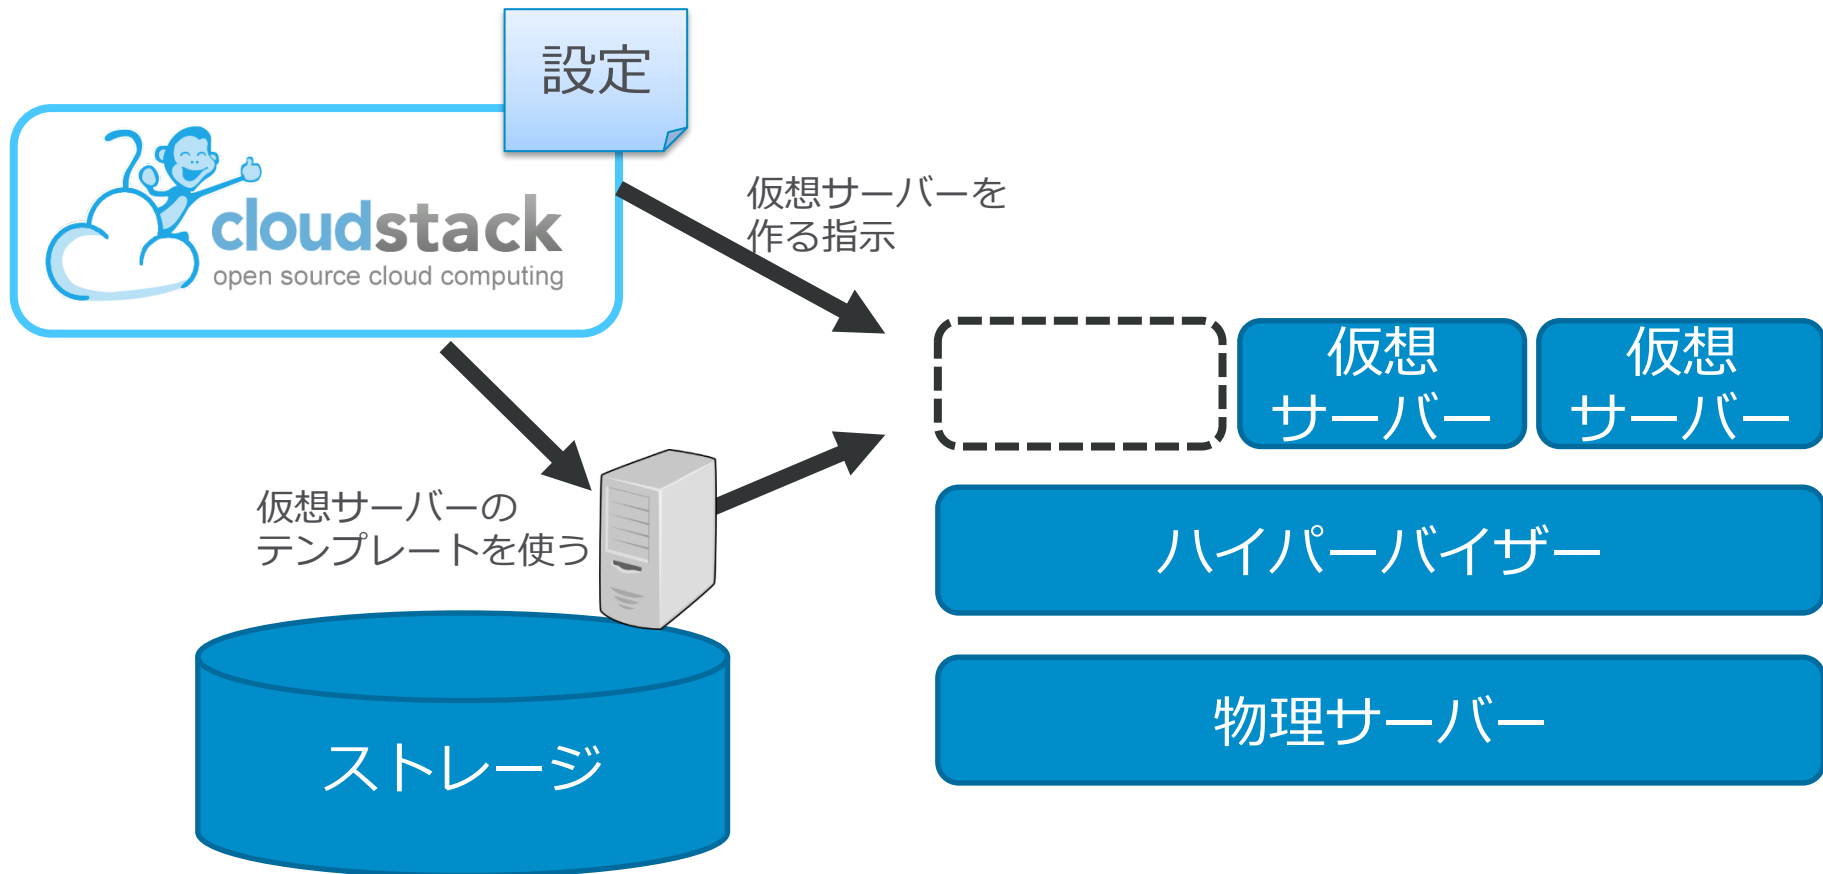 設定
cloudstack
open source cloud computing
仮想サーバーを
作る指示
仮想
サーバー
仮想
サーバー
仮想サーバーの
テンプレートを使う
ハイパーバイザー
物理サーバー
ストレージ